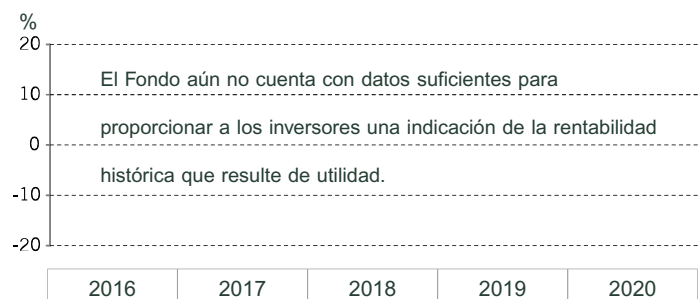 %
20
El Fondo aún no cuenta con datos suficientes para
10
proporcionar a los inversores una indicación de la rentabilidad
0
histórica que resulte de utilidad.
-10
-20
2016 2017 2018 2019 2020